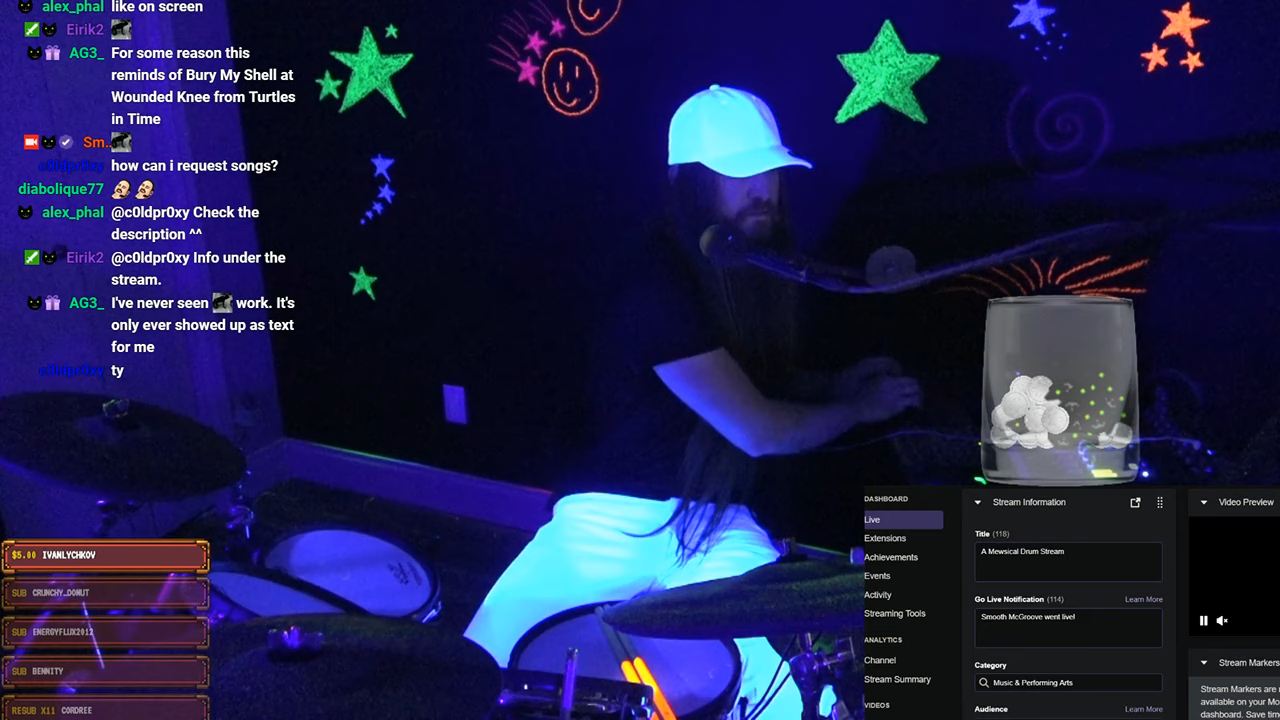 alex_phal like on screen
Eirik2
AG3_ For some reason this
reminds of Bury My Shell at
Wounded Knee from Turtles
in Time
Sm..
c0ldpr0xy how can i request songs?
diabolique77
alex_phal @c0ldpr0xy Check the
description ^^
Eirik2 @c0ldpr0xy Info under the
stream.
AG3_ I've never seen work. It's
only ever showed up as text
for me
c0ldpr0xy ty
$5.00 IVANLYCHKOV
SUB CRUNCHY_DONUT
SUB ENERGYFLUX2012
SUB BENNITY
RESUB X11 CORDREE
DASHBOARD
Live
Extensions
Achievements
Events
Activity
Streaming Tools
ANALYTICS
Channel
Stream Summary
VIDEOS
Stream Information
Title (118)
A Mewsical Drum Stream
Go Live Notification (114) Learn More
Smooth McGroove went live!
Category
Music & Performing Arts
Audience Learn More
Video Preview
Stream Markers
Stream Markers are
available on your Mo
dashboard. Save time